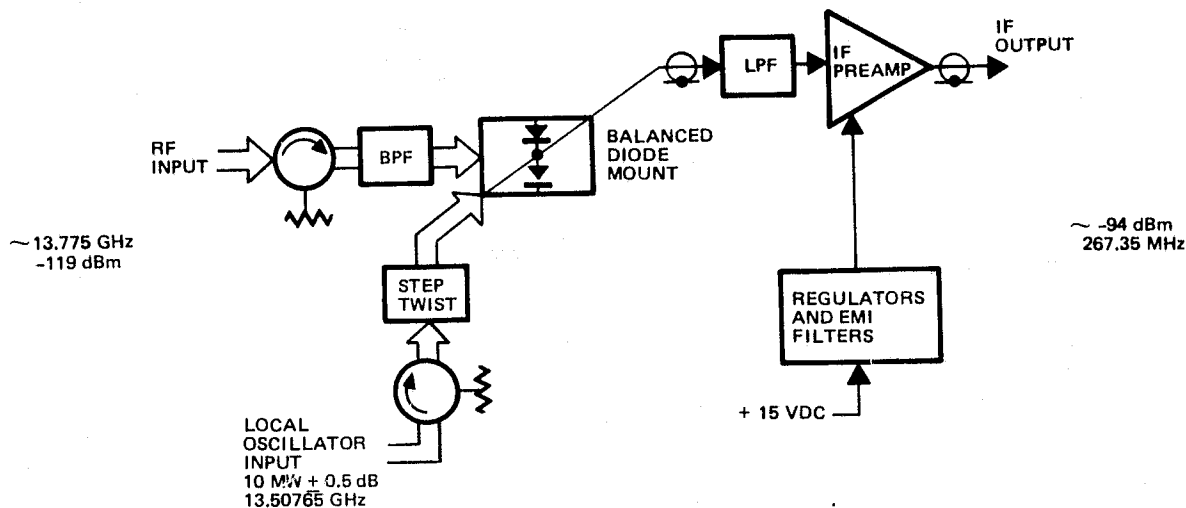 IF
OUTPUT
LPF
IF
PREAMP
RF
INPUT
BPF
BALANCED
DIODE
MOUNT
~13.775 GHz
-119 dBm
~ -94 dBm
267.35 MHz
STEP
TWIST
REGULATORS
AND EMI
FILTERS
+ 15 VDC
LOCAL
OSCILLATOR
INPUT
10 MW ± 0.5 dB
13.50765 GHz